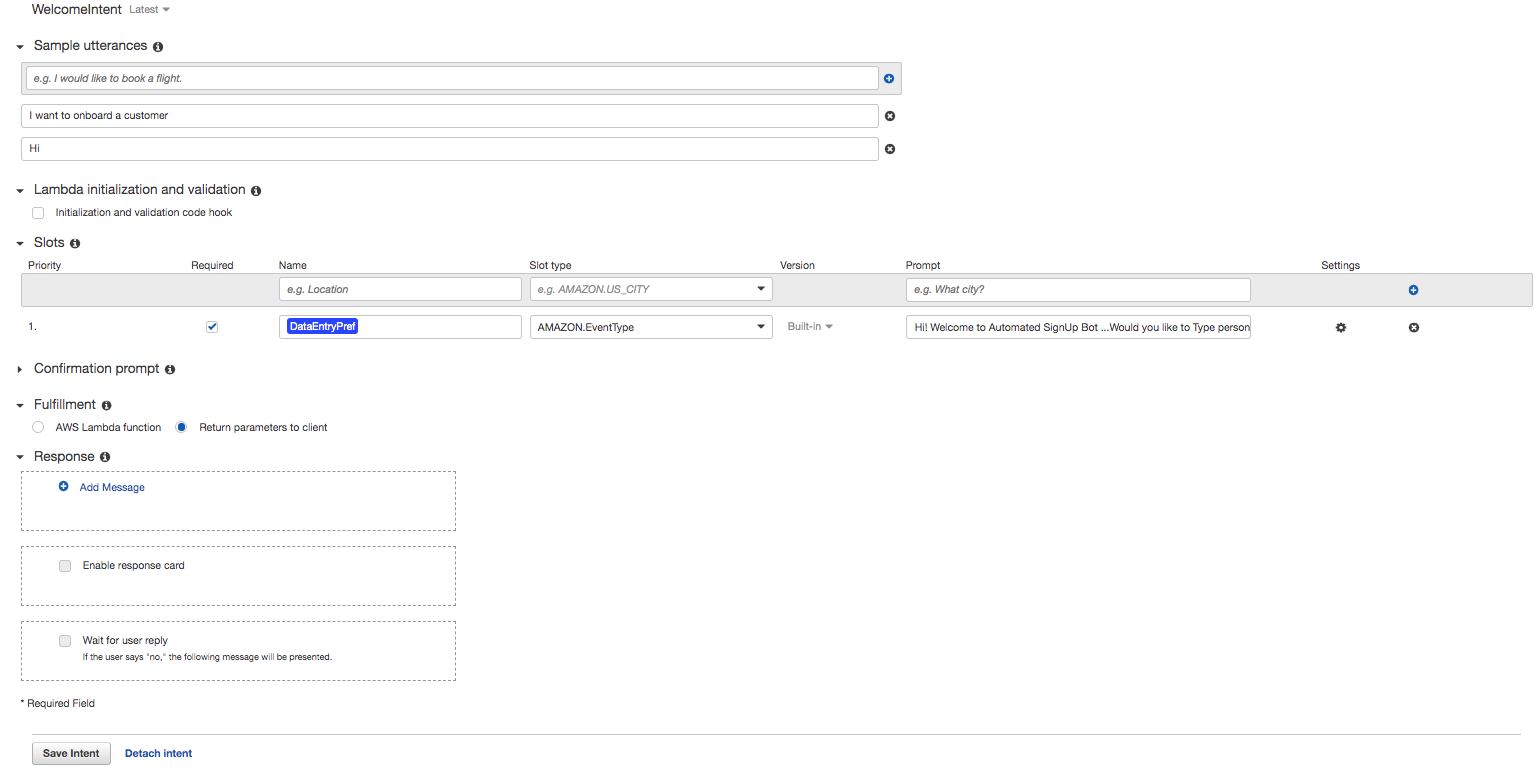 WelcomeIntent Latest
Sample utterances
e.g. I would like to book a flight.
I want to onboard a customer
Hi
Lambda initialization and validation
Initialization and validation code hook
Slots
Priority Required Name Slot type Version Prompt Settings
e.g. Location e.g. AMAZON.US_CITY e.g. What city?
1. DataEntryPref AMAZON.EventType Built-in Hi! Welcome to Automated SignUp Bot ...Would you like to Type person
Confirmation prompt
Fulfillment
AWS Lambda function Return parameters to client
Response
Add Message
Enable response card
Wait for user reply
If the user says "no," the following message will be presented.
* Required Field
Save Intent Detach intent